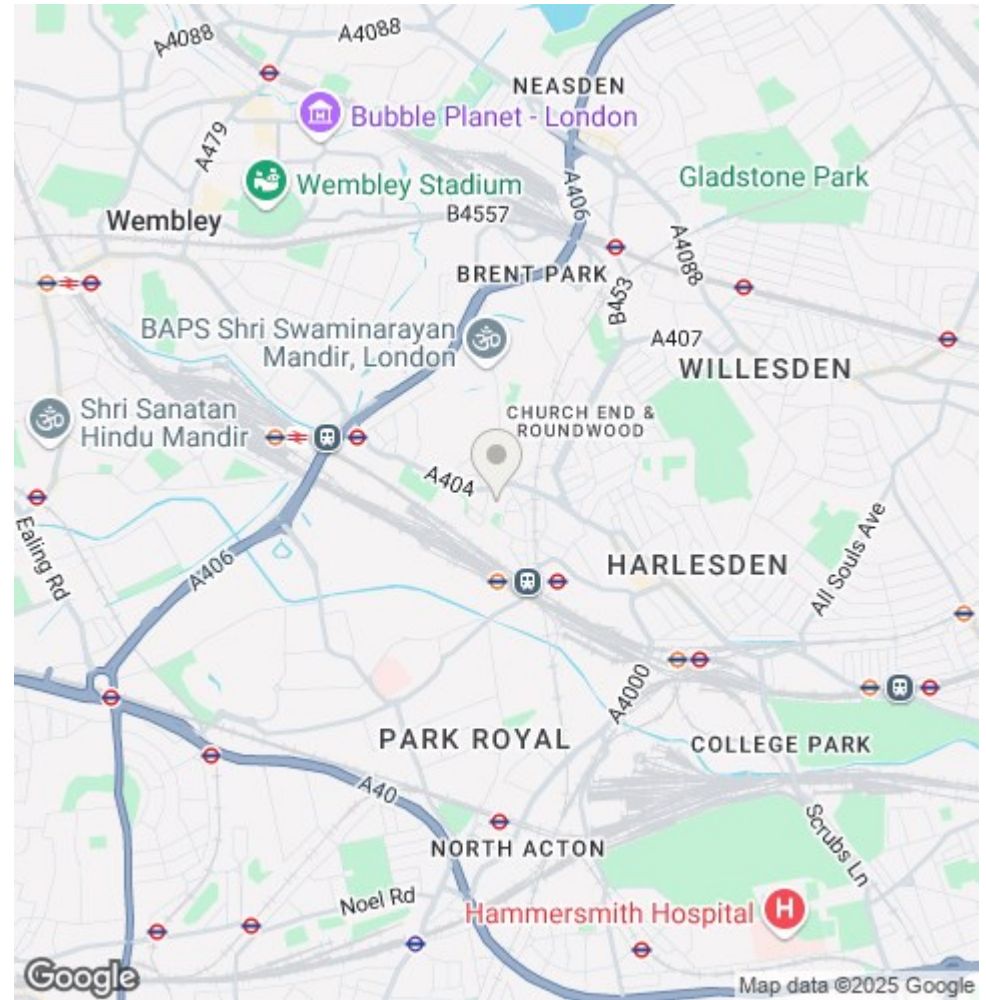 A4088
A4088
NEASDEN
Bubble Planet - London
A479
Gladstone Park
Wembley Stadium
A406
B4557
Wembley
A4088
BRENT PARK
B453
BAPS Shri Swaminarayan
Mandir, London
A407
WILLESDEN
Shri Sanatan
Hindu Mandir
CHURCH END &
ROUNDWOOD
A404
Ealing Rd
A406
HARLESDEN
All Souls Ave
A4000
PARK ROYAL
COLLEGE PARK
A40
Scrubs Ln
NORTH ACTON
Noel Rd
Hammersmith Hospital
H
Google
Map data ©2025 Google